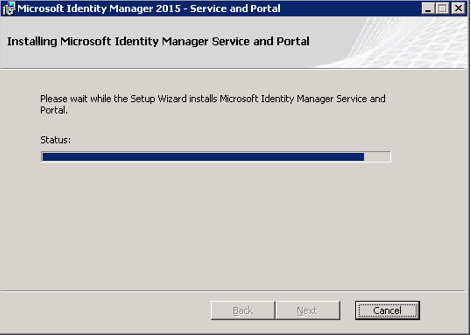 Microsoft Identity Manager 2015 - Service and Portal
Installing Microsoft Identity Manager Service and Portal
Please wait while the Setup Wizard installs Microsoft Identity Manager Service and
Portal.
Status:
Back Next Cancel